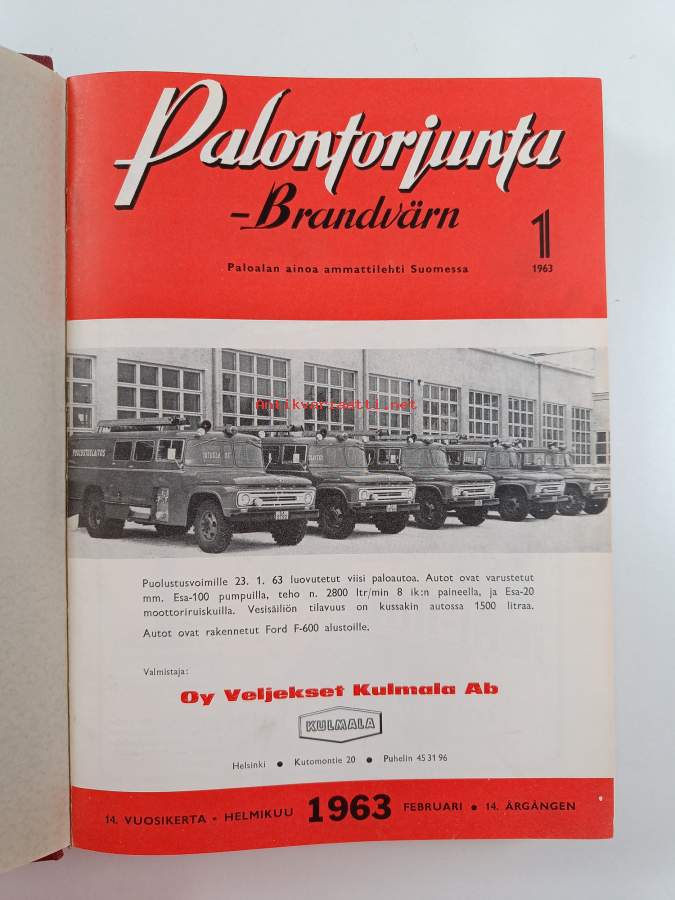 Palontorjunta
-Brandvärn
1
1963
Paloalan ainoa ammattilehti Suomessa
Antikvariaatti.net
Puolustusvoimille 23. 1. 63 luovutetut viisi paloautoa. Autot ovat varustetut
mm. Esa-100 pumpuilla, teho n. 2800 ltr/min 8 ik:n paineella, ja Esa-20
moottoriruiskuilla. Vesisäiliön tilavuus on kussakin autossa 1500 litraa.
Autot ovat rakennetut Ford F-600 alustoille.
Valmistaja:
Oy Veljekset Kulmala Ab
KULMALA
Helsinki ● Kutomontie 20 ● Puhelin 45 31 96
14. VUOSIKERTA - HELMIKUU 1963 FEBRUARI ● 14. ÅRGÅNGEN